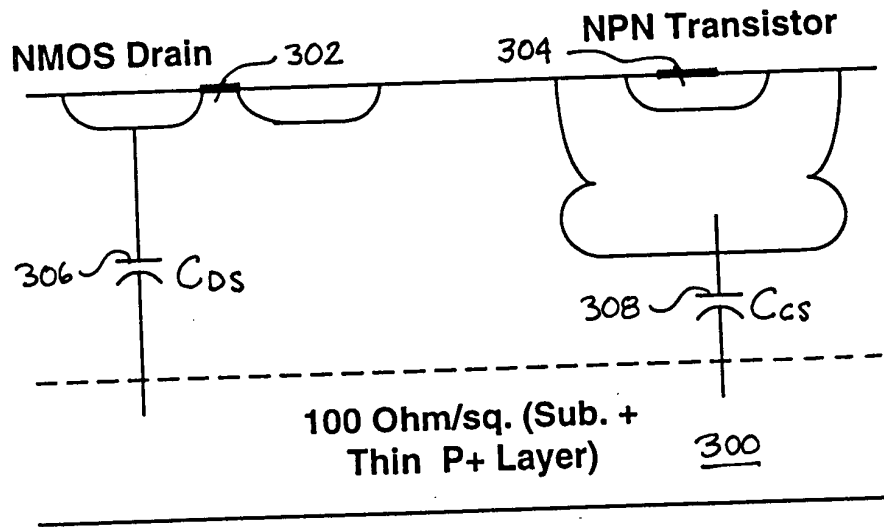 NMOS Drain
302
NPN Transistor
304
306
CDS
308
CCS
100 Ohm/sq. (Sub. +
Thin P+ Layer)
300